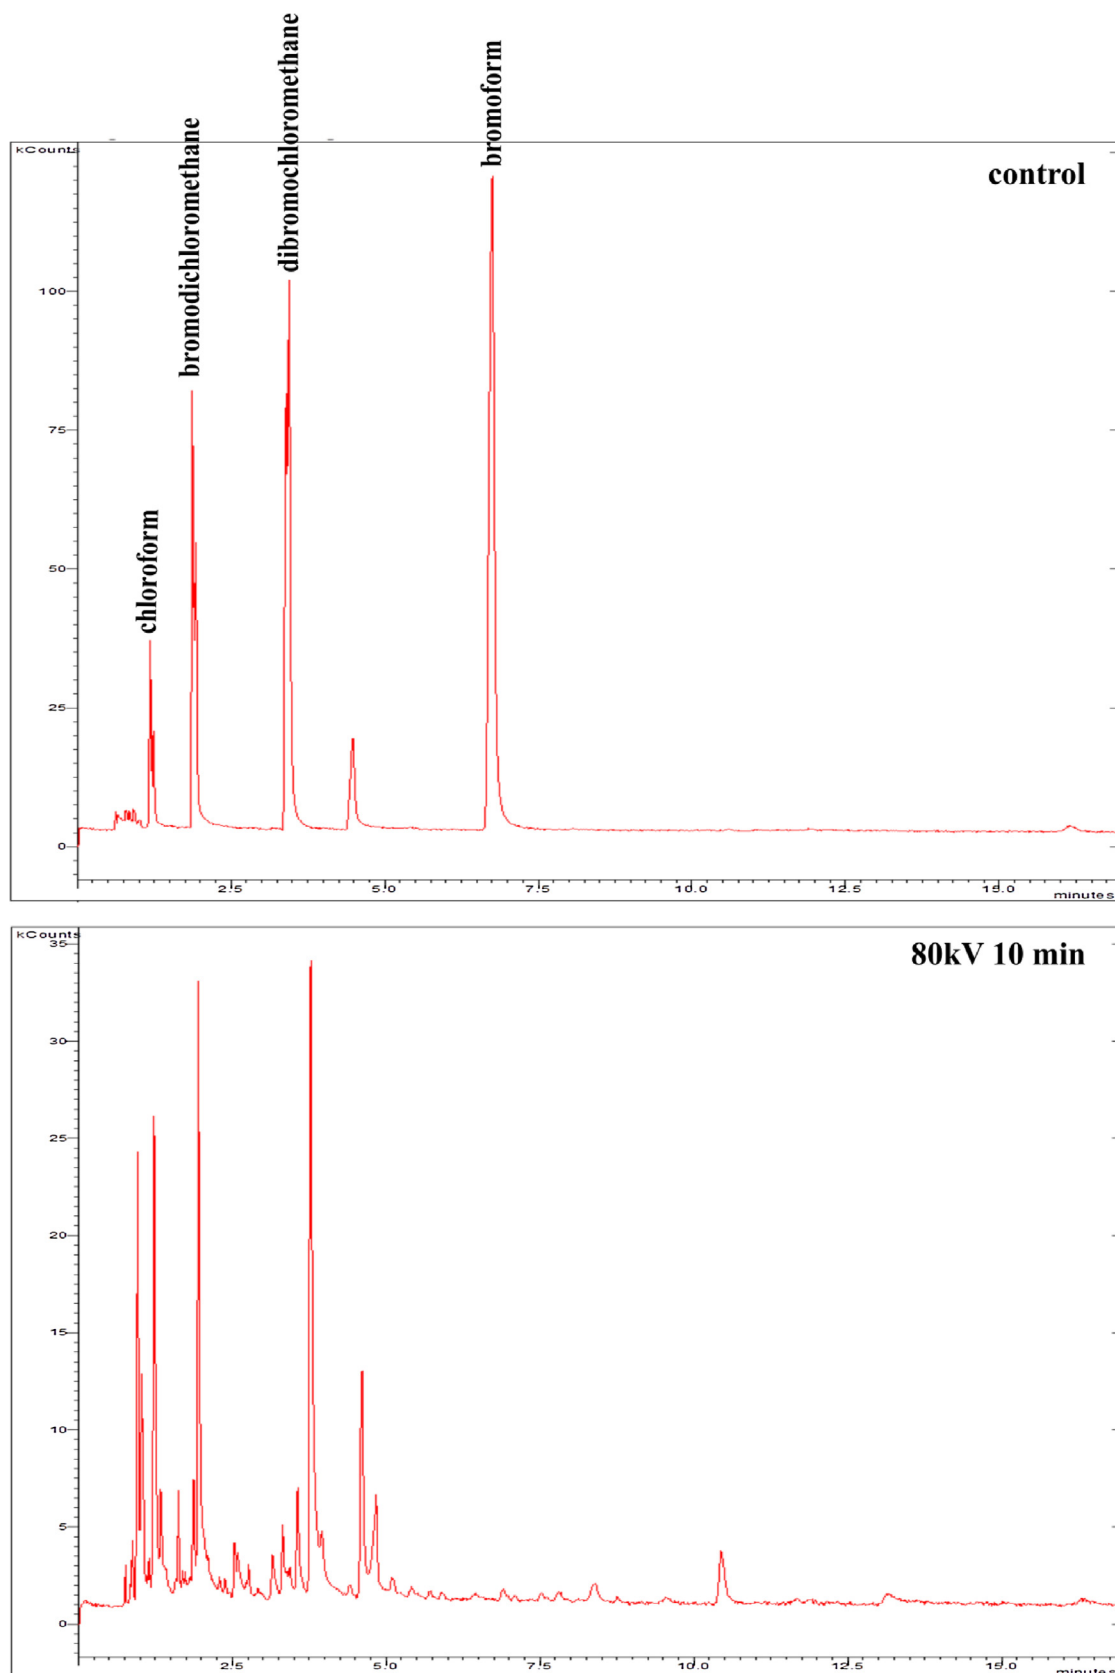 bromodichloromethane
dibromochloromethane
bromoform
chloroform
kCounts
control
100
75
50
25
0
2.5 5.0 7.5 10.0 12.5 15.0
minutes
kCounts
80kV 10 min
35
30
25
20
15
10
5
0
2.5 5.0 7.5 10.0 12.5 15.0
minutes